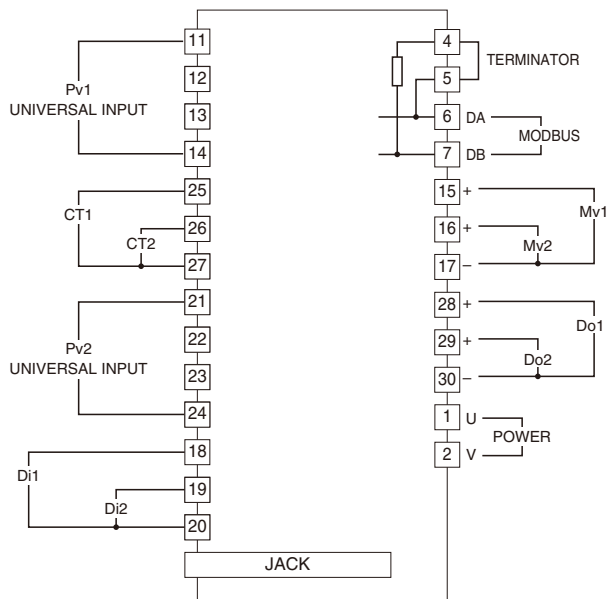 11
Pv1
UNIVERSAL INPUT
12
13
14
25
CT1
26
CT2
27
21
Pv2
UNIVERSAL INPUT
22
23
24
18
Di1
19
Di2
20
JACK
4
TERMINATOR
5
6 DA
MODBUS
7 DB
15 +
Mv1
16 +
Mv2
17 –
28 +
Do1
29 +
Do2
30 –
1 U
POWER
2 V